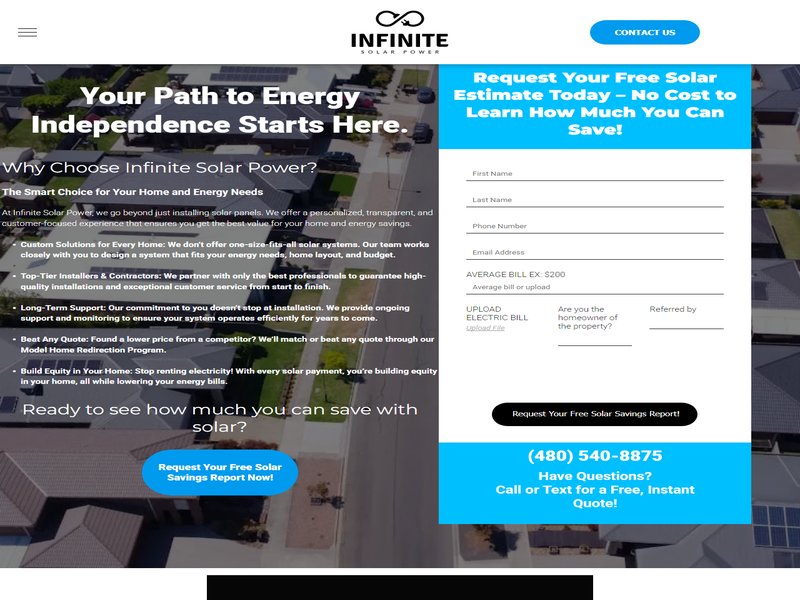 INFINITE
SOLAR POWER
CONTACT US
Your Path to Energy
Independence Starts Here.
Why Choose Infinite Solar Power?
The Smart Choice for Your Home and Energy Needs
At Infinite Solar Power, we go beyond just installing solar panels. We offer a personalized, transparent, and
customer-focused experience that ensures you get the best value for your home and energy savings.
• Custom Solutions for Every Home: We don't offer one-size-fits-all solar systems. Our team works
closely with you to design a system that fits your energy needs, home layout, and budget.
• Top-Tier Installers & Contractors: We partner with only the best professionals to guarantee high-
quality installations and exceptional customer service from start to finish.
• Long-Term Support: Our commitment to you doesn't stop at installation. We provide ongoing
support and monitoring to ensure your system operates efficiently for years to come.
• Beat Any Quote: Found a lower price from a competitor? We'll match or beat any quote through our
Model Home Redirection Program.
• Build Equity in Your Home: Stop renting electricity! With every solar payment, you're building equity
in your home, all while lowering your energy bills.
Ready to see how much you can save with
solar?
Request Your Free Solar
Savings Report Now!
Request Your Free Solar
Estimate Today – No Cost to
Learn How Much You Can
Save!
First Name
Last Name
Phone Number
Email Address
AVERAGE BILL EX: $200
Average bill or upload
UPLOAD
ELECTRIC BILL
Upload File
Are you the
homeowner of
the property?
Referred by
Request Your Free Solar Savings Report!
(480) 540-8875
Have Questions?
Call or Text for a Free, Instant
Quote!